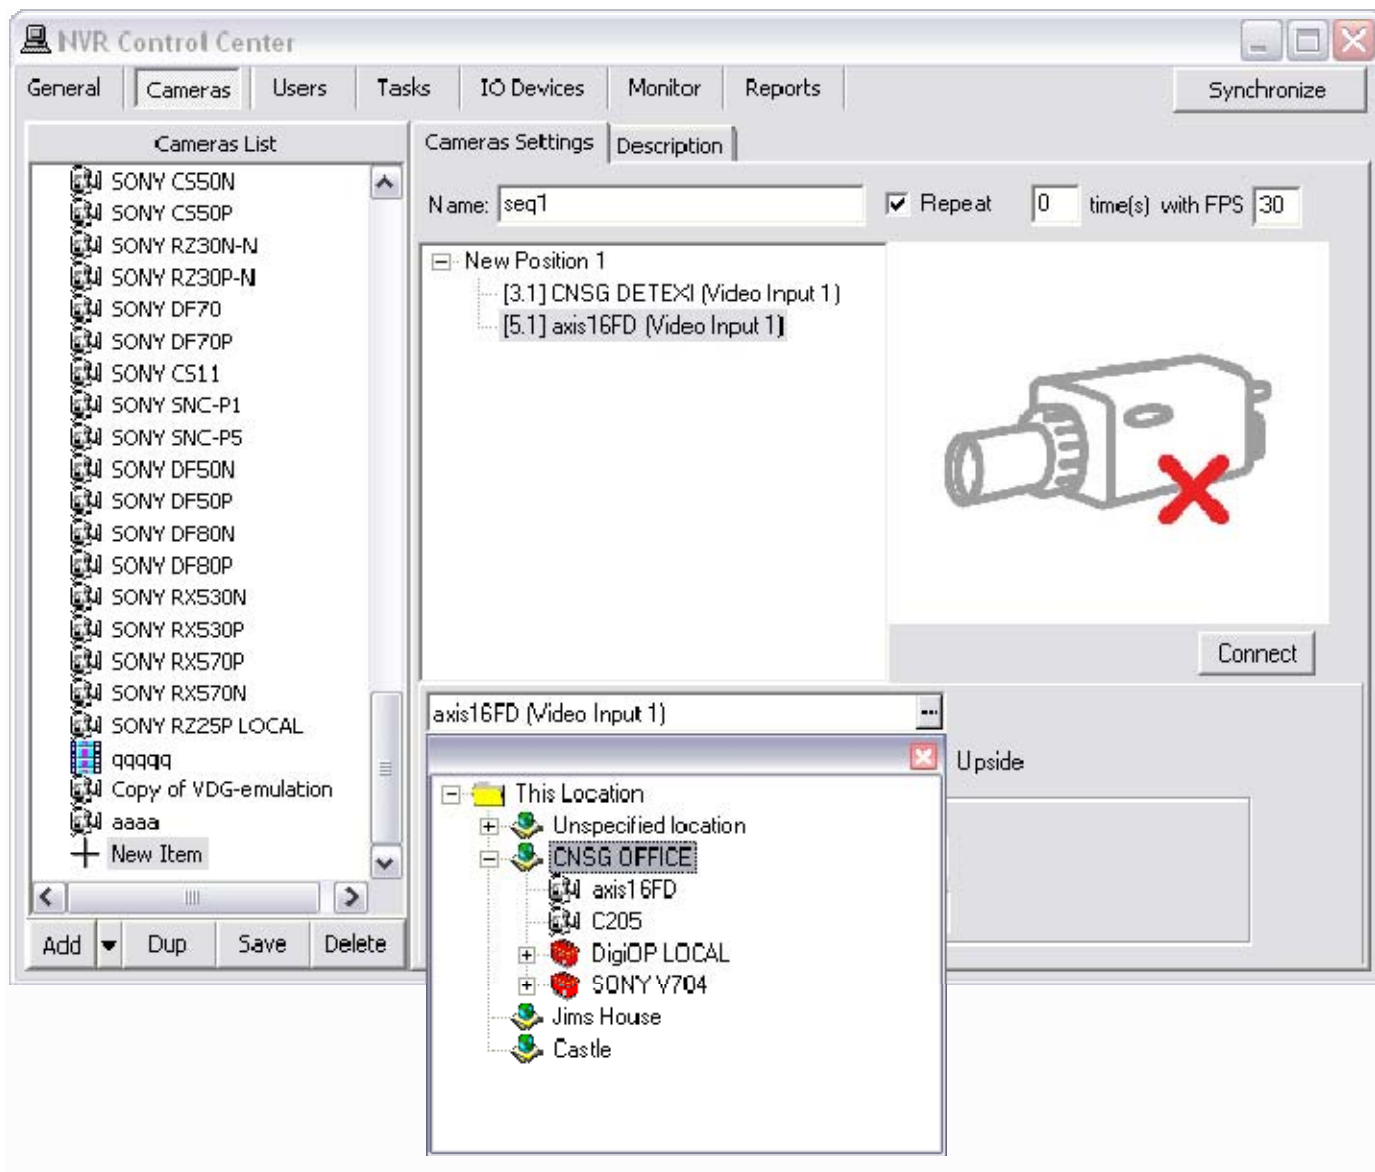 NVR Control Center
General Cameras Users Tasks IO Devices Monitor Reports Synchronize
Cameras List
SONY CS50N
SONY CS50P
SONY RZ30N-N
SONY RZ30P-N
SONY DF70
SONY DF70P
SONY CS11
SONY SNC-P1
SONY SNC-P5
SONY DF50N
SONY DF50P
SONY DF80N
SONY DF80P
SONY RX530N
SONY RX530P
SONY RX570P
SONY RX570N
SONY RZ25P LOCAL
qqqqq
Copy of VDG-emulation
aaaa
New Item
Add Dup Save Delete
Cameras Settings Description
Name: seq1 Repeat 0 time(s) with FPS 30
New Position 1
[3.1] CNSG DETEXI (Video Input 1)
[5.1] axis16FD (Video Input 1)
Connect
axis16FD (Video Input 1) ...
Upside
This Location
Unspecified location
CNSG OFFICE
axis16FD
C205
DigiOP LOCAL
SONY V704
Jims House
Castle